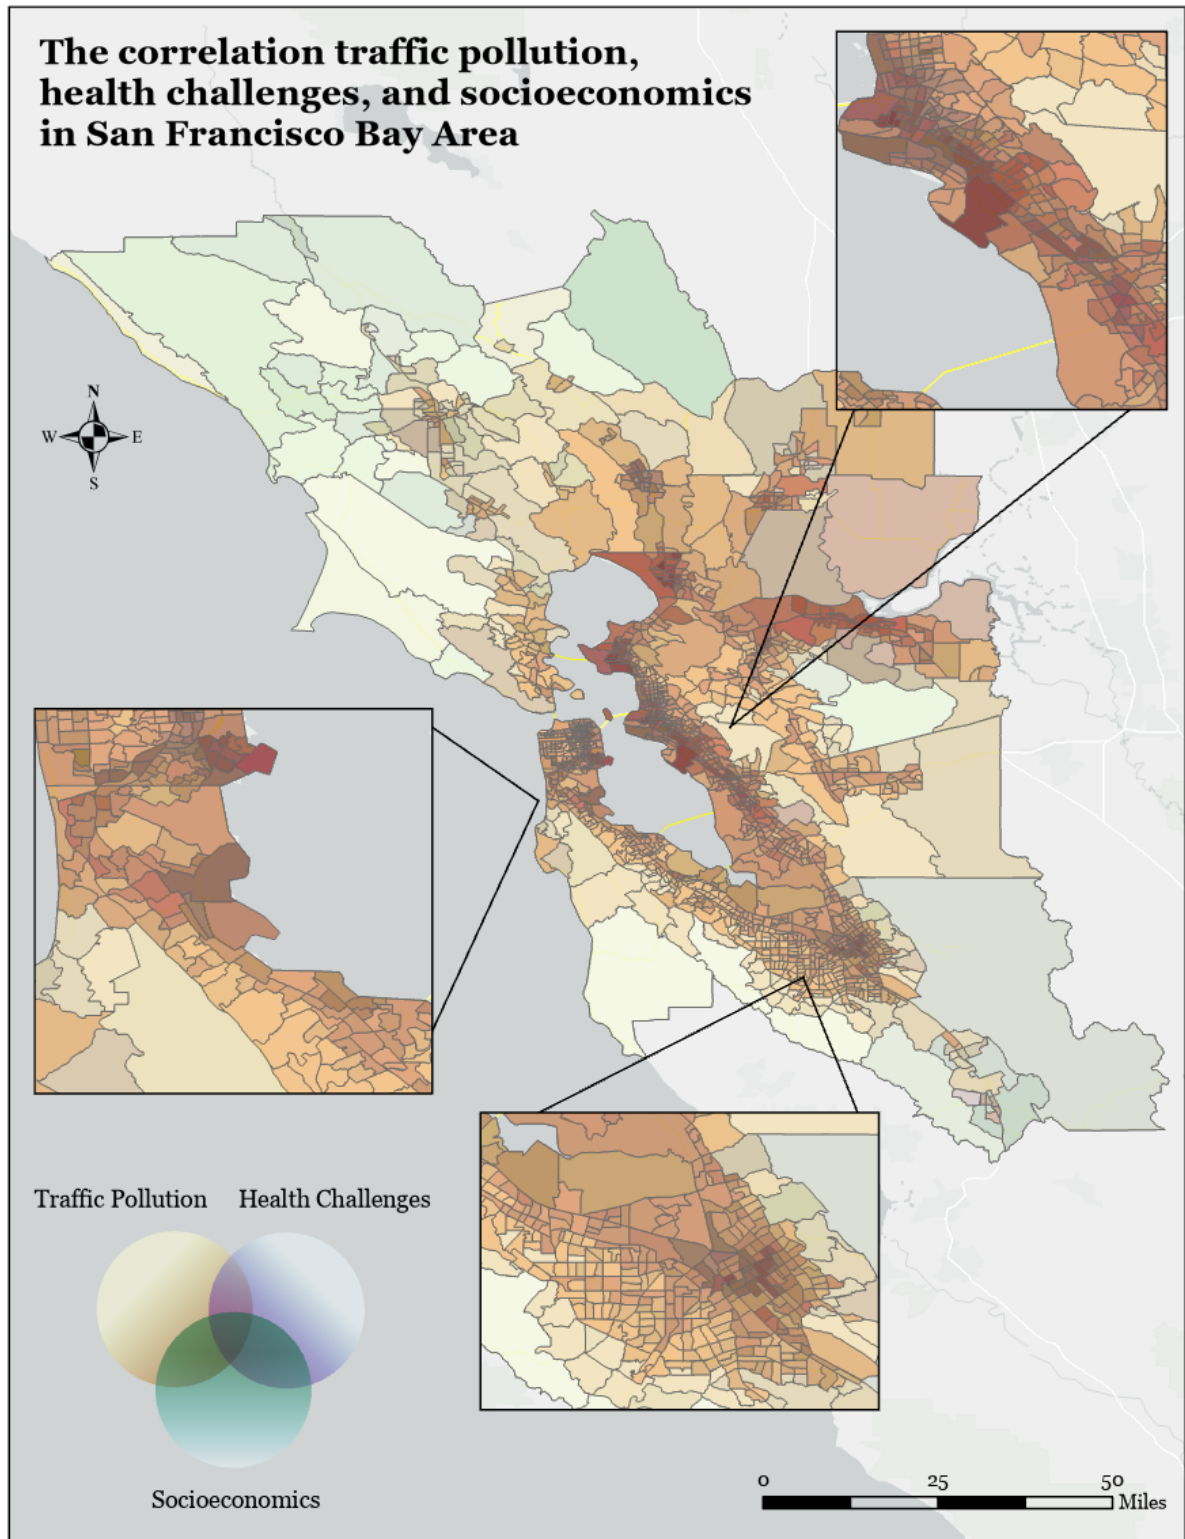 The correlation traffic pollution,
health challenges, and socioeconomics
in San Francisco Bay Area
N
W E
S
Traffic Pollution Health Challenges
Socioeconomics
0 25 50
Miles